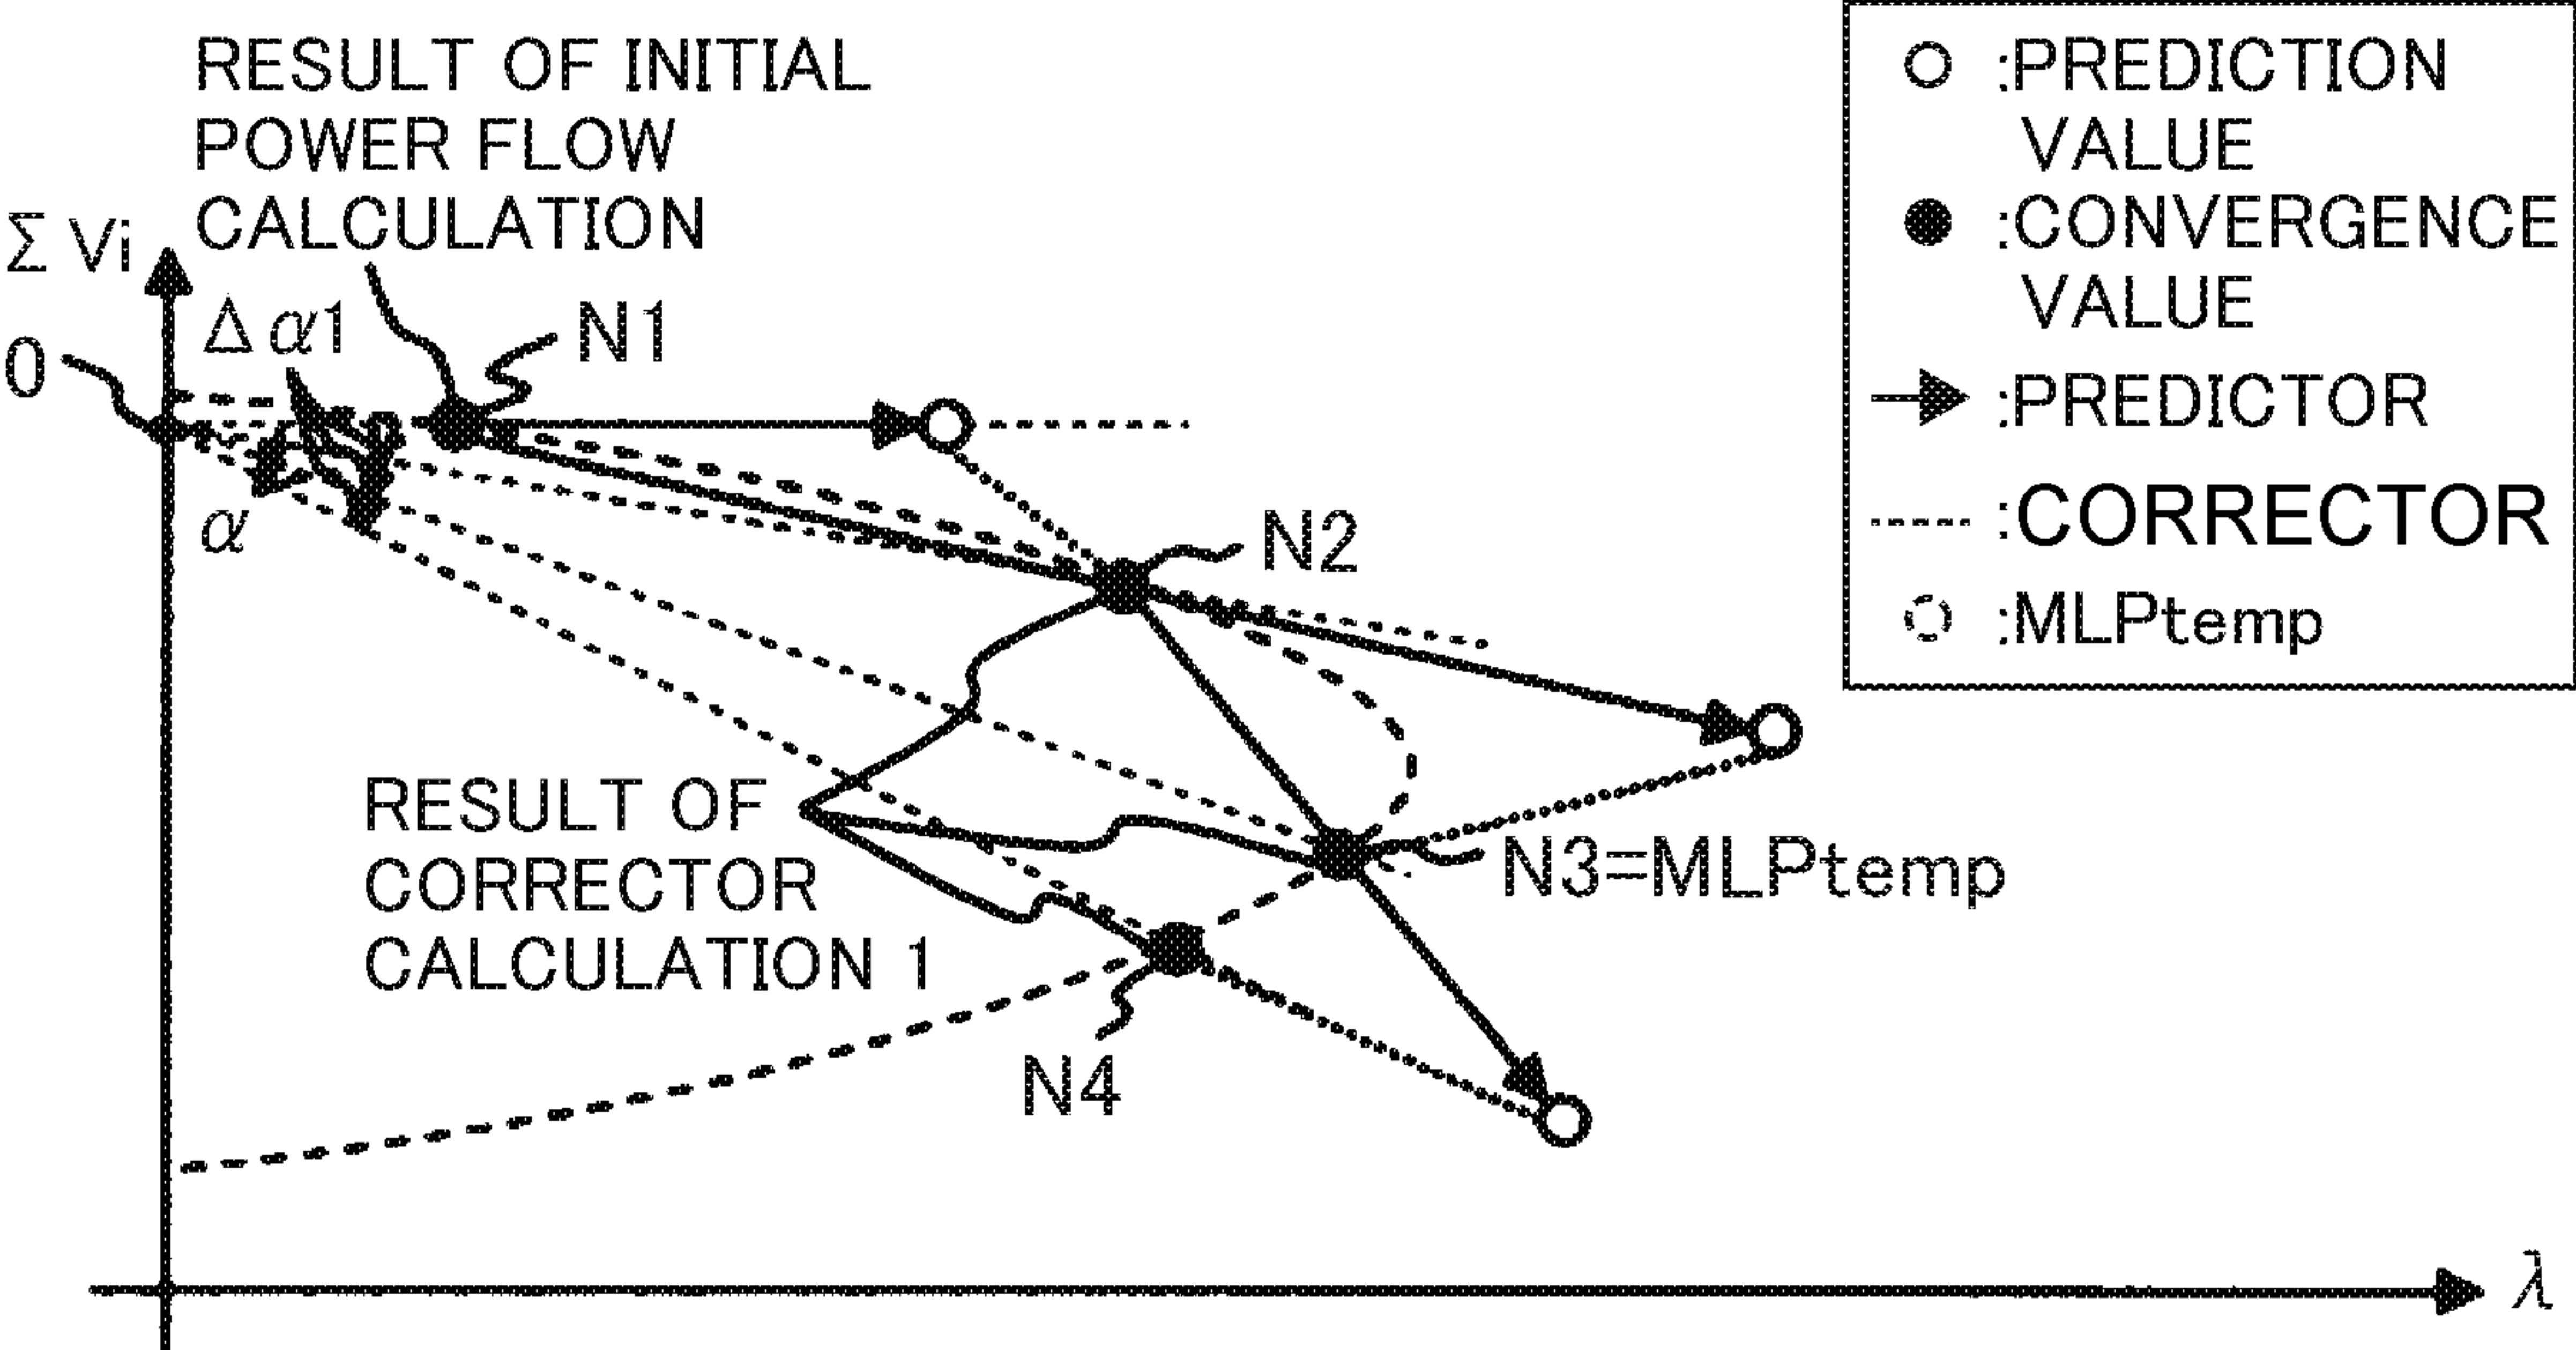 RESULT OF INITIAL
POWER FLOW
CALCULATION
Σ Vi
Δα1
N1
0
α
N2
RESULT OF
CORRECTOR
CALCULATION 1
N3=MLPtemp
N4
λ
:PREDICTION
VALUE
:CONVERGENCE
VALUE
:PREDICTOR
:CORRECTOR
:MLPtemp